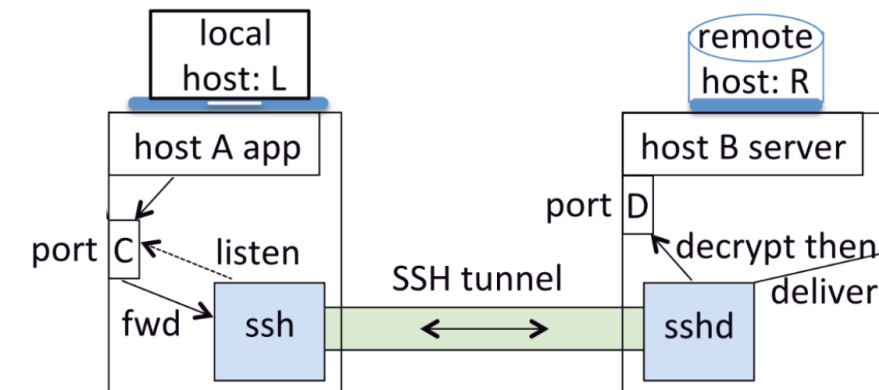 local
host: L
remote
host: R
host A app
host B server
port C
port D
listen
decrypt then
deliver
SSH tunnel
fwd
ssh
sshd